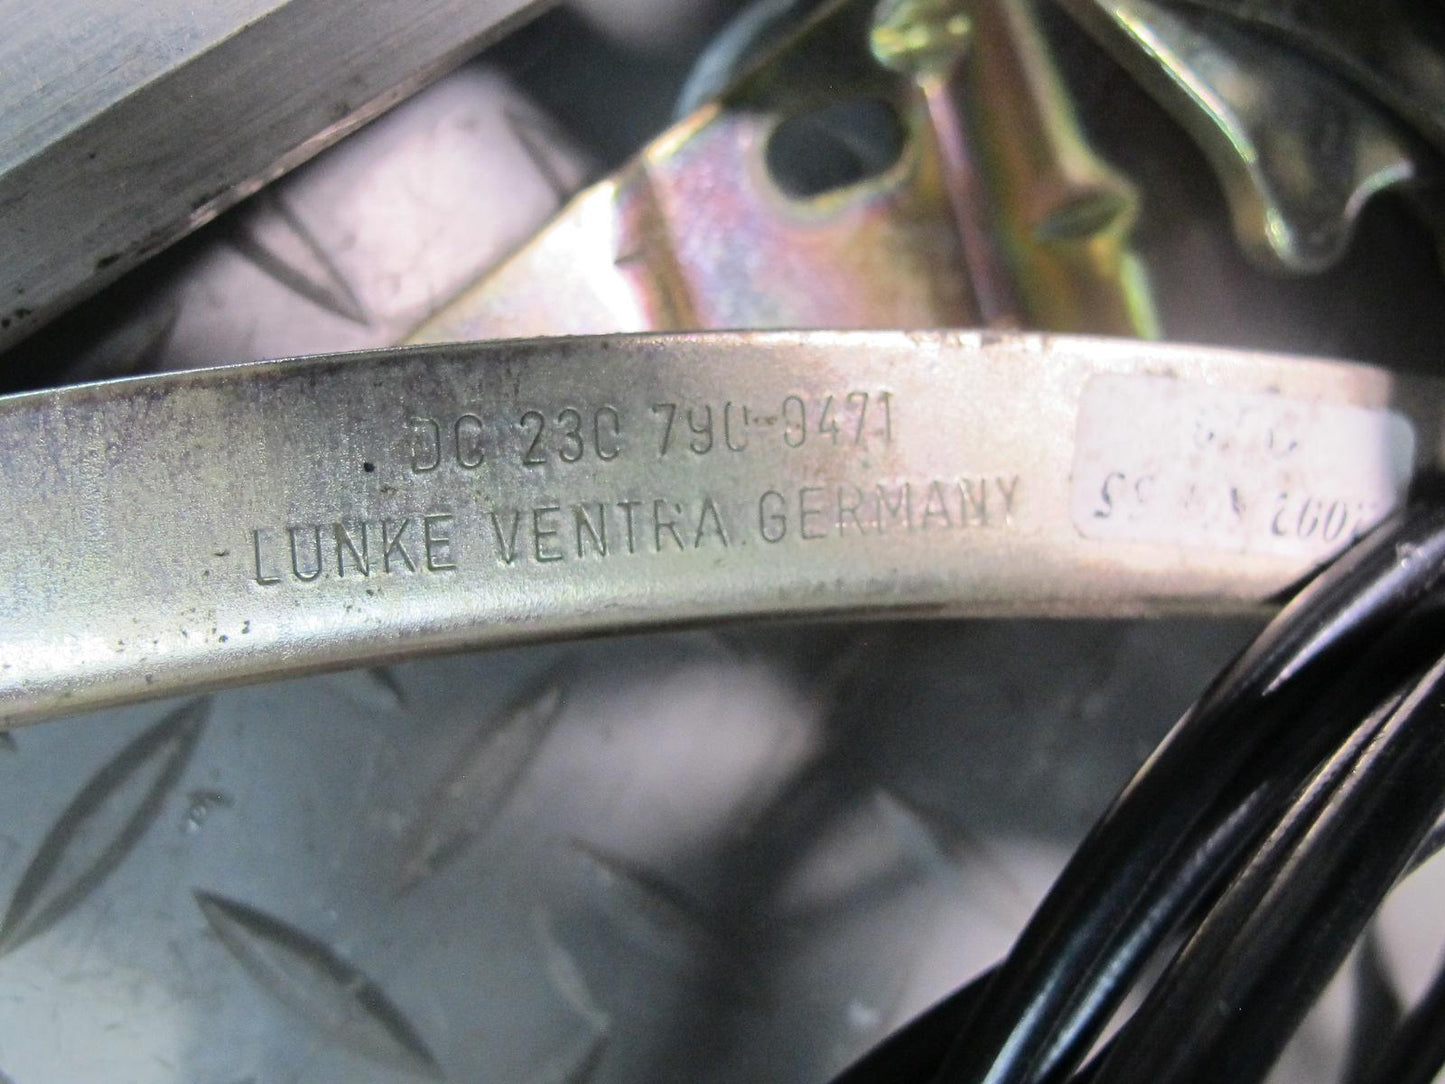 DC 230 790-0471
LUNKE VENTRA GERMANY